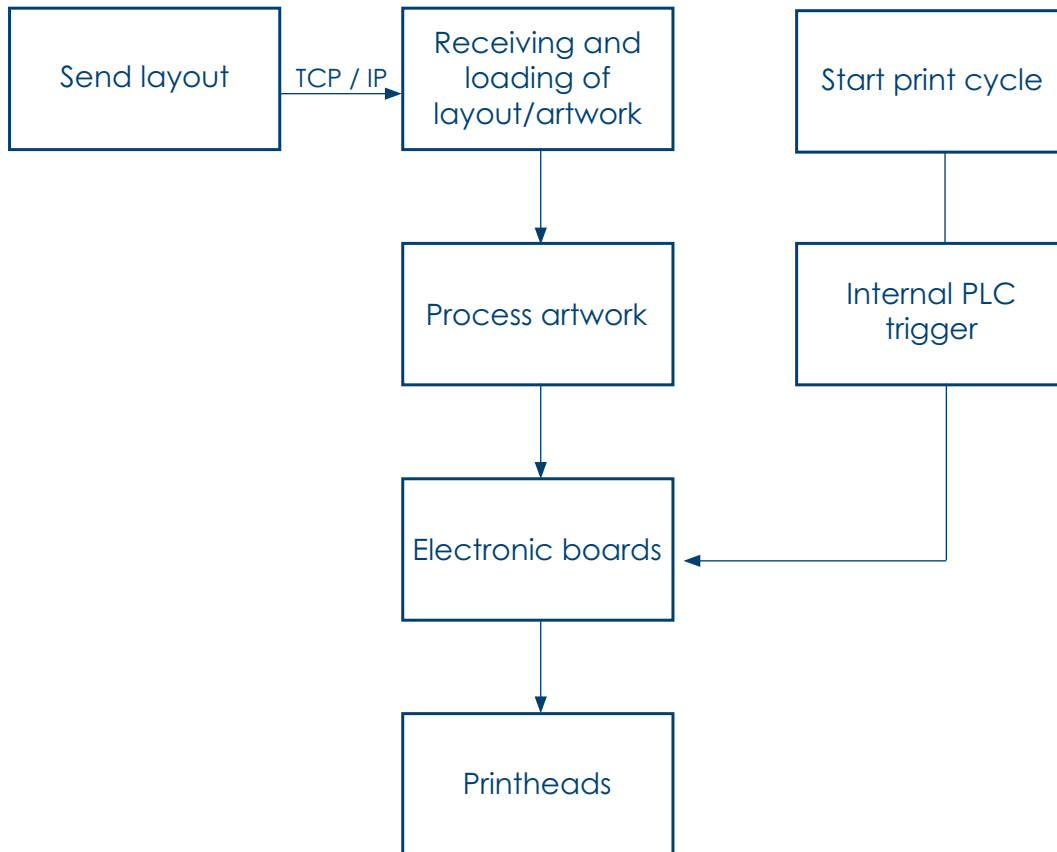 Send layout
TCP / IP
Receiving and
loading of
layout/artwork
Start print cycle
Process artwork
Internal PLC
trigger
Electronic boards
Printheads